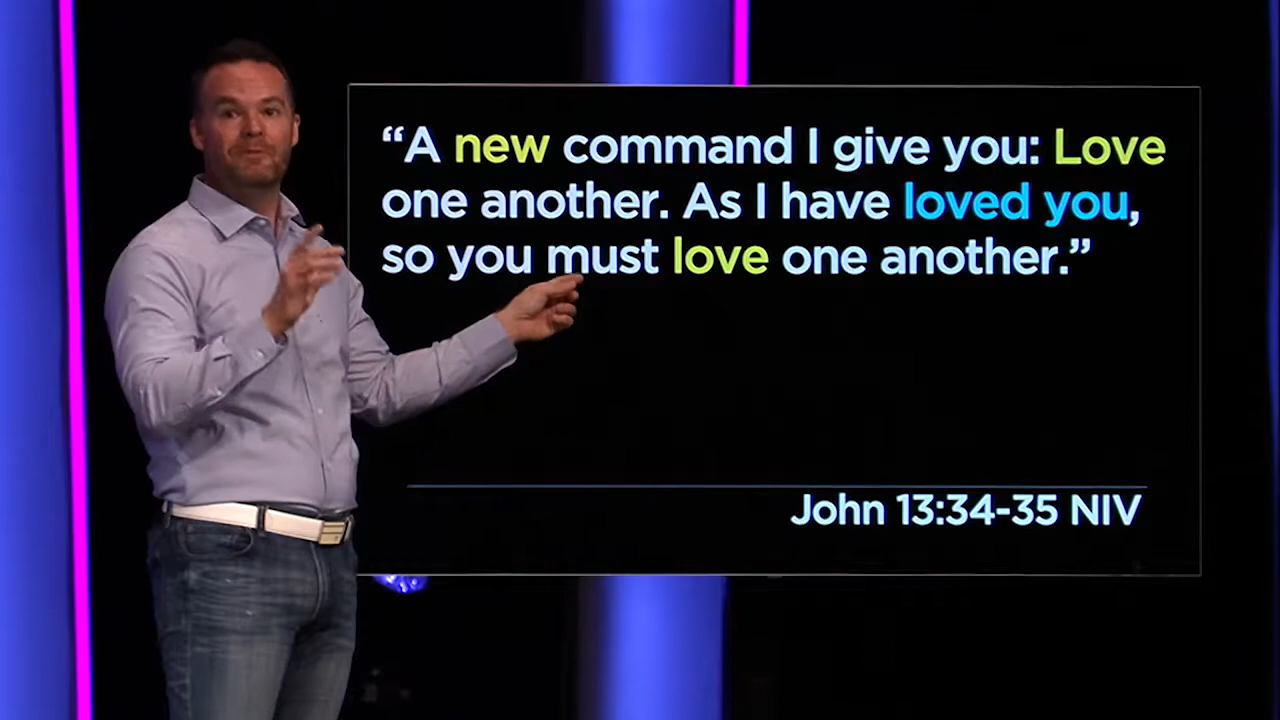 “A new command I give you: Love
one another. As I have loved you,
so you must love one another.”
John 13:34-35 NIV